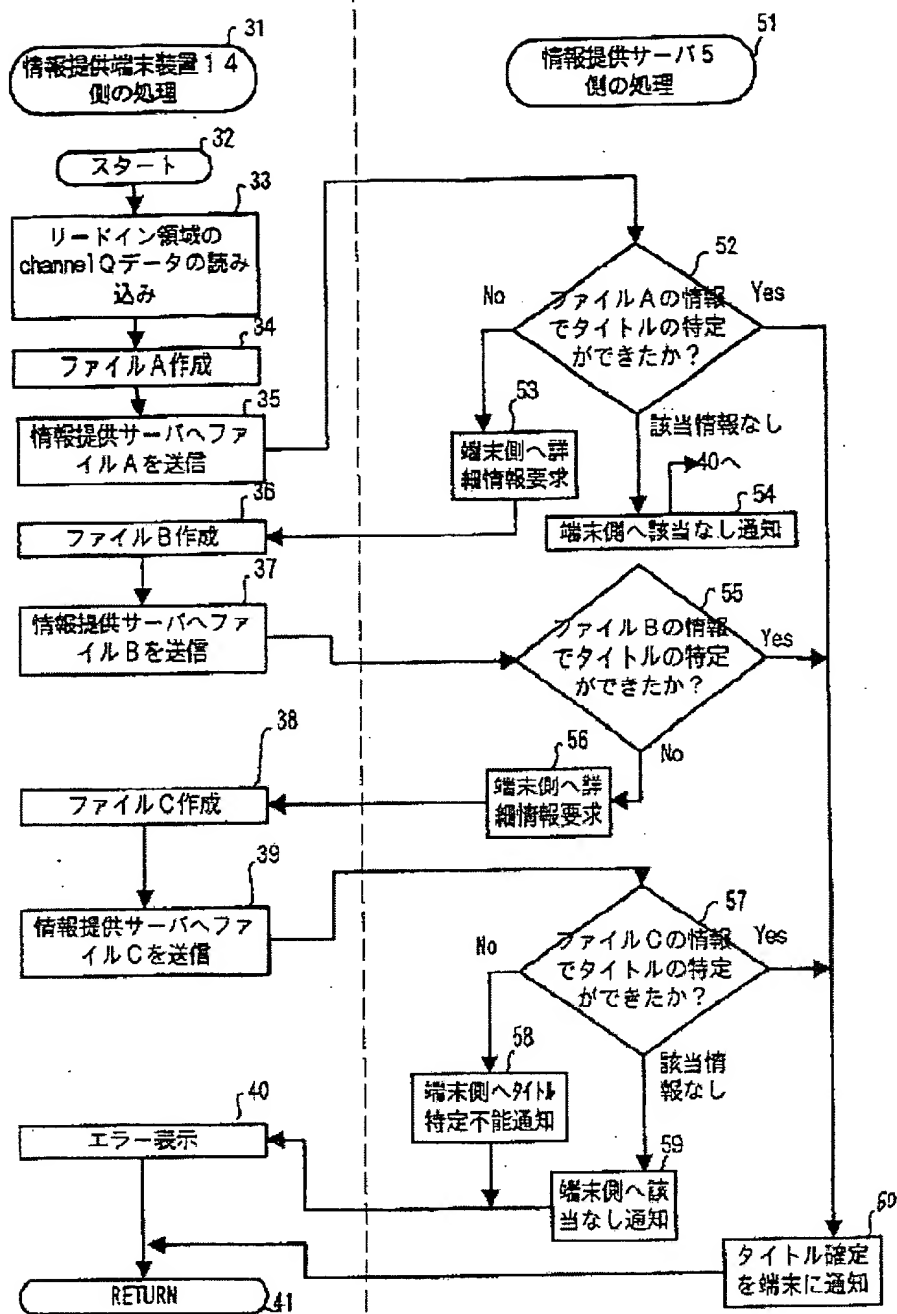 31
情報提供端末装置14
側の処理
32
スタート
33
リードイン領域の
channelQデータの読み
込み
34
ファイルA作成
35
情報提供サーバへファ
イルAを送信
36
ファイルB作成
37
情報提供サーバへファ
イルBを送信
38
ファイルC作成
39
情報提供サーバへファ
イルCを送信
40
エラー表示
RETURN
41
51
情報提供サーバ5
側の処理
52
No
ファイルAの情報
でタイトルの特定
ができたか？
Yes
53
端末側へ詳
細情報要求
該当情報なし
40へ
54
端末側へ該当なし通知
55
ファイルBの情報
でタイトルの特定
ができたか？
Yes
No
56
端末側へ詳
細情報要求
57
No
ファイルCの情報
でタイトルの特定
ができたか？
Yes
58
端末側へタイトル
特定不能通知
該当情
報なし
59
端末側へ該
当なし通知
60
タイトル確定
を端末に通知